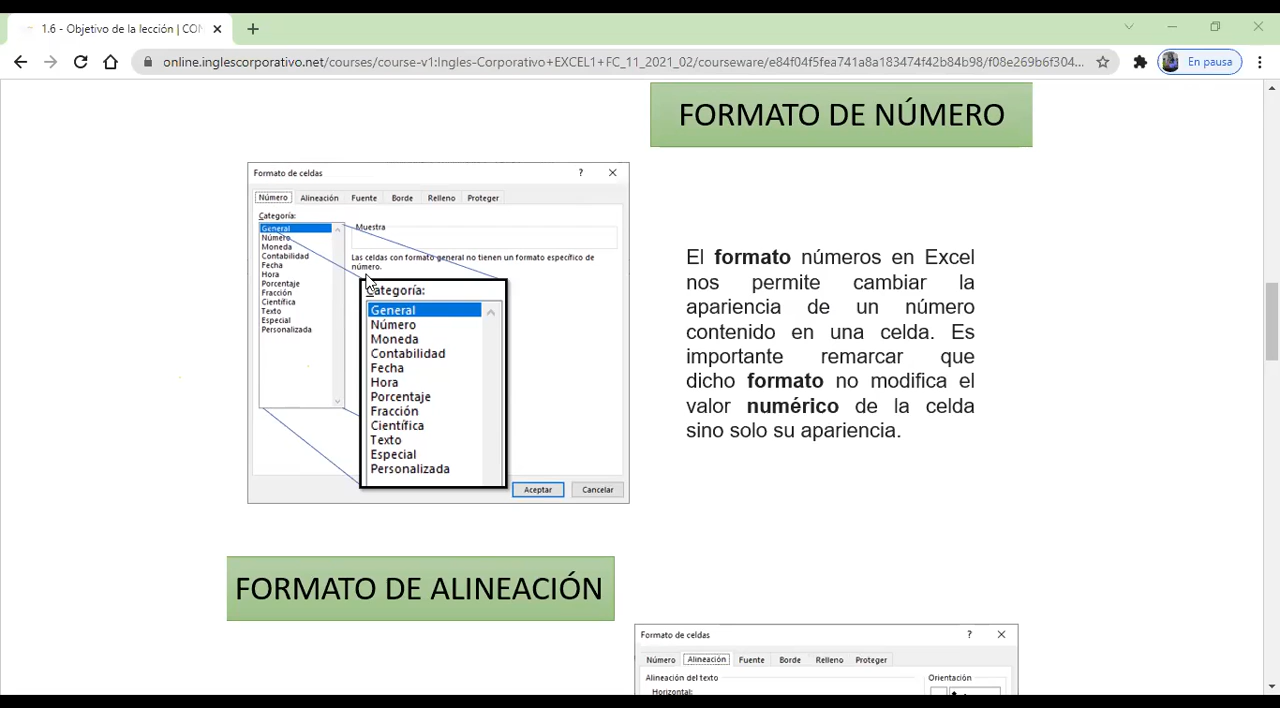 1.6 - Objetivo de la lección | CON
online.inglescorporativo.net/courses/course-v1:Ingles-Corporativo+EXCEL1+FC_11_2021_02/courseware/e84f04f5fea741a8a183474f42b84b98/f08e269b6f304...
En pausa
FORMATO DE NÚMERO
Formato de celdas
Número Alineación Fuente Borde Relleno Proteger
Categoría:
General
Número
Moneda
Contabilidad
Fecha
Hora
Porcentaje
Fracción
Científica
Texto
Especial
Personalizada
Muestra
Las celdas con formato general no tienen un formato específico de
número.
Categoría:
General
Número
Moneda
Contabilidad
Fecha
Hora
Porcentaje
Fracción
Científica
Texto
Especial
Personalizada
Aceptar Cancelar
El formato números en Excel
nos permite cambiar la
apariencia de un número
contenido en una celda. Es
importante remarcar que
dicho formato no modifica el
valor numérico de la celda
sino solo su apariencia.
FORMATO DE ALINEACIÓN
Formato de celdas
Número Alineación Fuente Borde Relleno Proteger
Alineación del texto
Orientación
Horizontal: